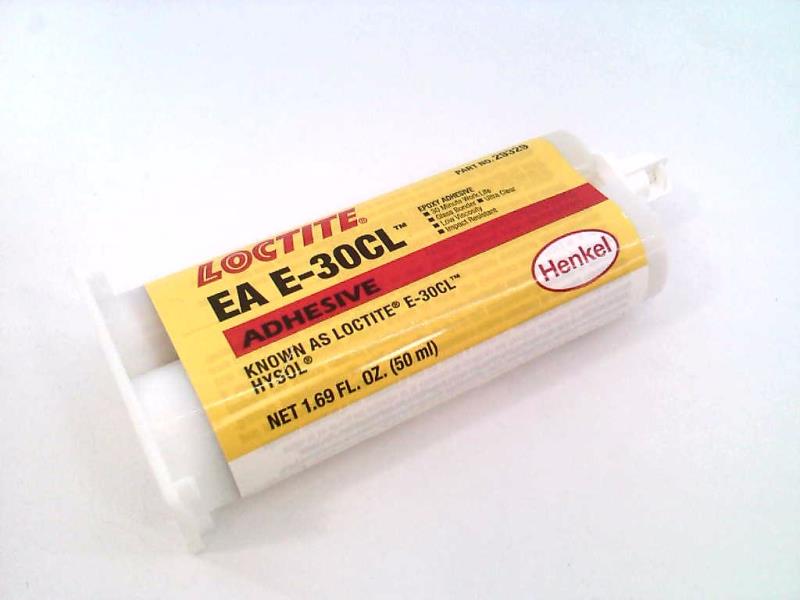 PART NO. 29329
LOCTITE®
EA E-30CL™
EPOXY ADHESIVE
■ 30 Minute Work Life
■ Glass Bonder ■ Ultra Clear
■ Low Viscosity
■ Impact Resistant
ADHESIVE
Henkel
KNOWN AS LOCTITE® E-30CL™
HYSOL®
NET 1.69 FL. OZ. (50 ml)